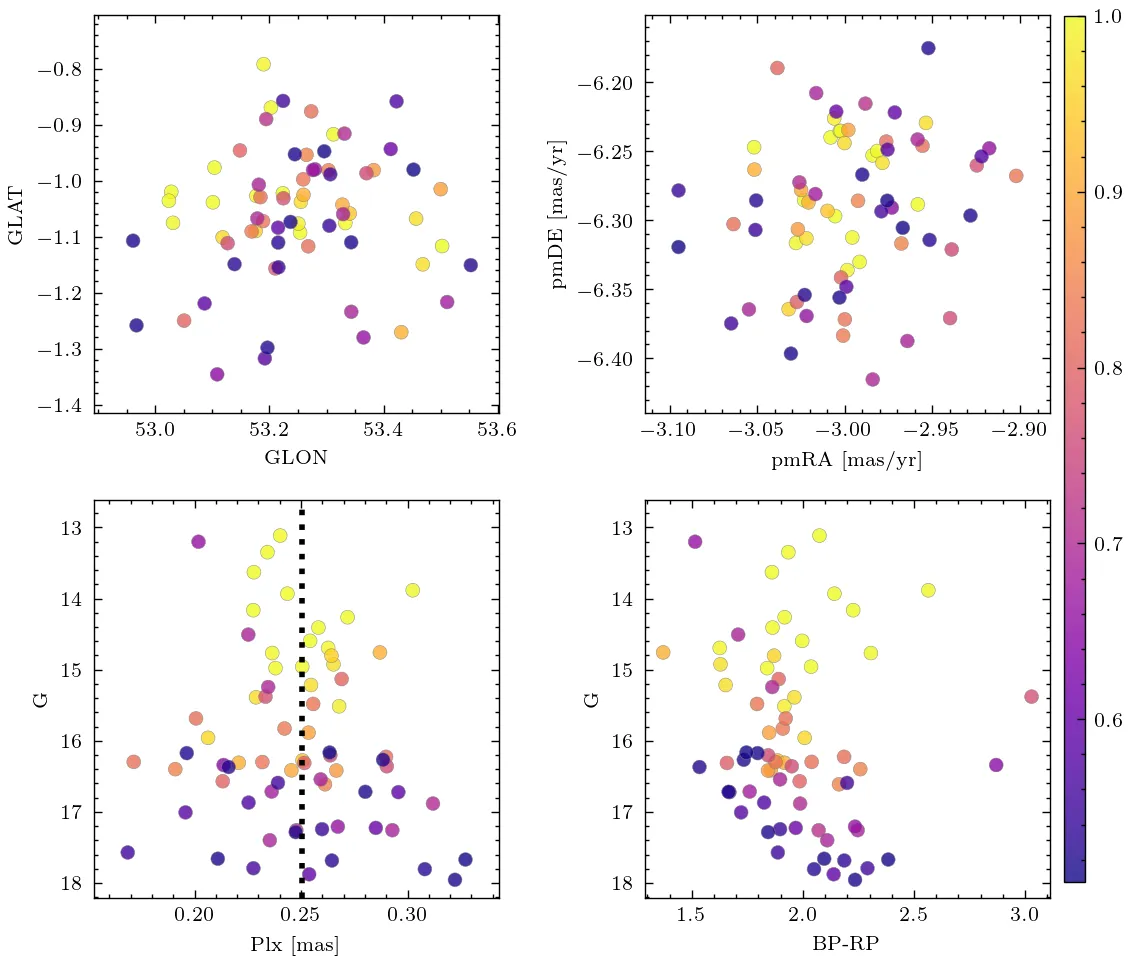 −0.8
−0.9
−1.0
−1.1
−1.2
−1.3
−1.4
GLAT
53.0 53.2 53.4 53.6
GLON
−6.20
−6.25
−6.30
−6.35
−6.40
pmDE [mas/yr]
−3.10 −3.05 −3.00 −2.95 −2.90
pmRA [mas/yr]
1.0
0.9
0.8
0.7
0.6
13
14
15
16
17
18
G
0.20 0.25 0.30
Plx [mas]
13
14
15
16
17
18
G
1.5 2.0 2.5 3.0
BP-RP